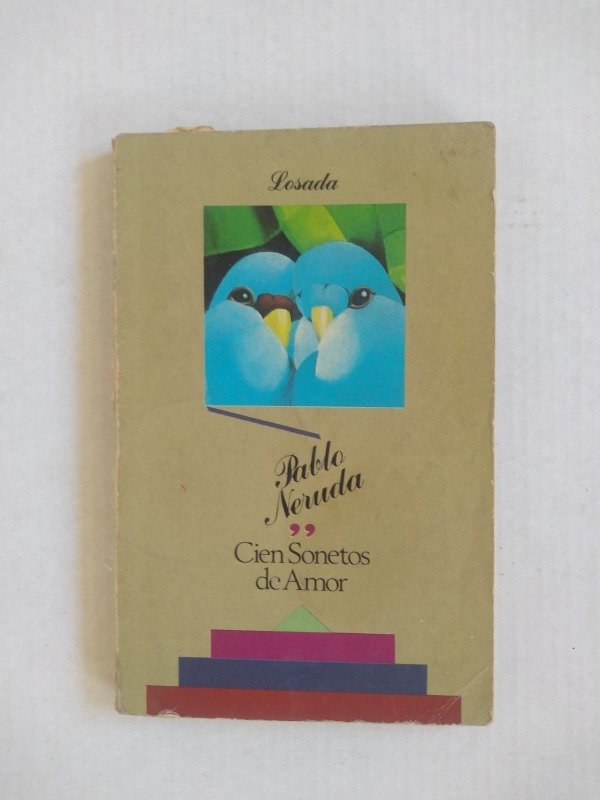 Losada
Pablo
Neruda
”
Cien Sonetos
de Amor